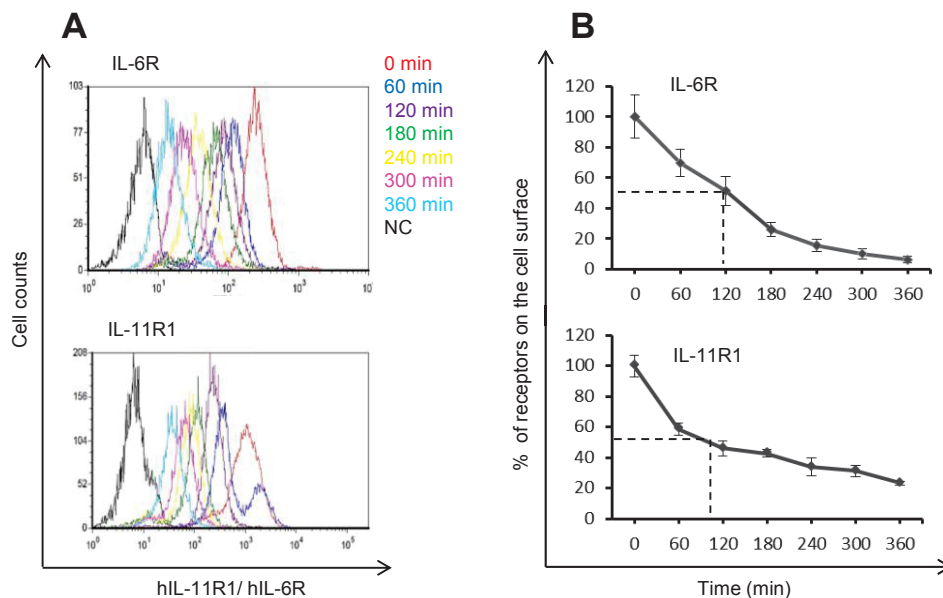 A
IL-6R
103
77
51
26
0
10⁰ 10¹ 10² 10³ 10⁴
0 min
60 min
120 min
180 min
240 min
300 min
360 min
NC
IL-11R1
208
156
104
52
0
10⁰ 10¹ 10² 10³ 10⁴ 10⁵
Cell counts
hIL-11R1/ hIL-6R
B
IL-6R
120
100
80
60
40
20
0
0 60 120 180 240 300 360
IL-11R1
120
100
80
60
40
20
0
0 60 120 180 240 300 360
% of receptors on the cell surface
Time (min)